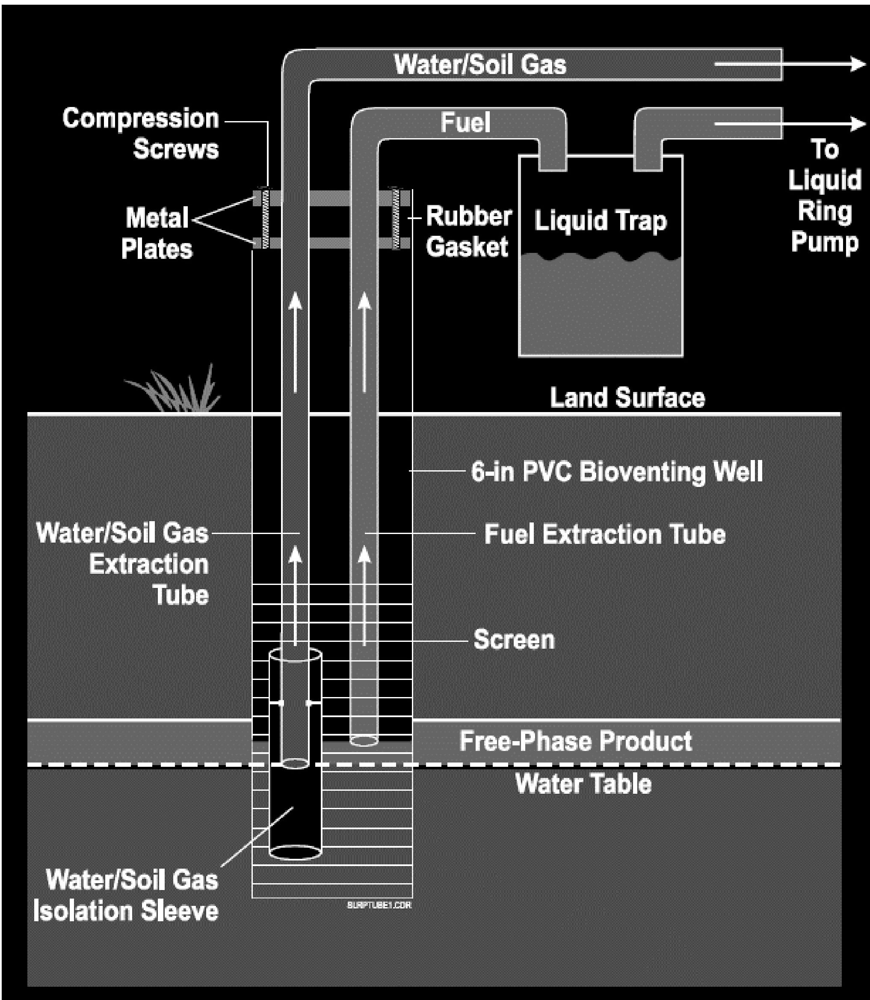 Water/Soil Gas
Compression
Screws
Fuel
To
Liquid
Ring
Pump
Metal
Plates
Rubber
Gasket
Liquid Trap
Land Surface
6-in PVC Bioventing Well
Water/Soil Gas
Extraction
Tube
Fuel Extraction Tube
Screen
Free-Phase Product
Water Table
Water/Soil Gas
Isolation Sleeve
SLRPTUBE1.CDR